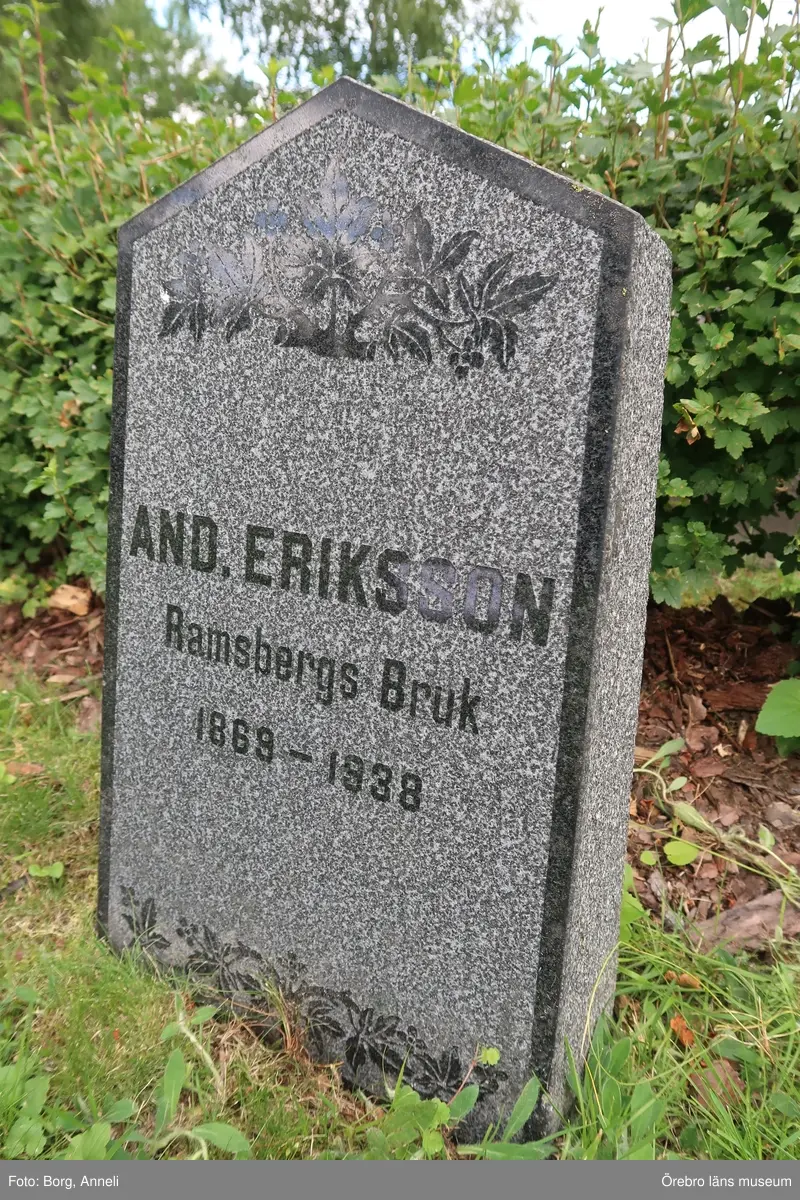 AND. ERIKSSON
Ramsbergs Bruk
1869 - 1938
Foto: Borg, Anneli
Örebro läns museum